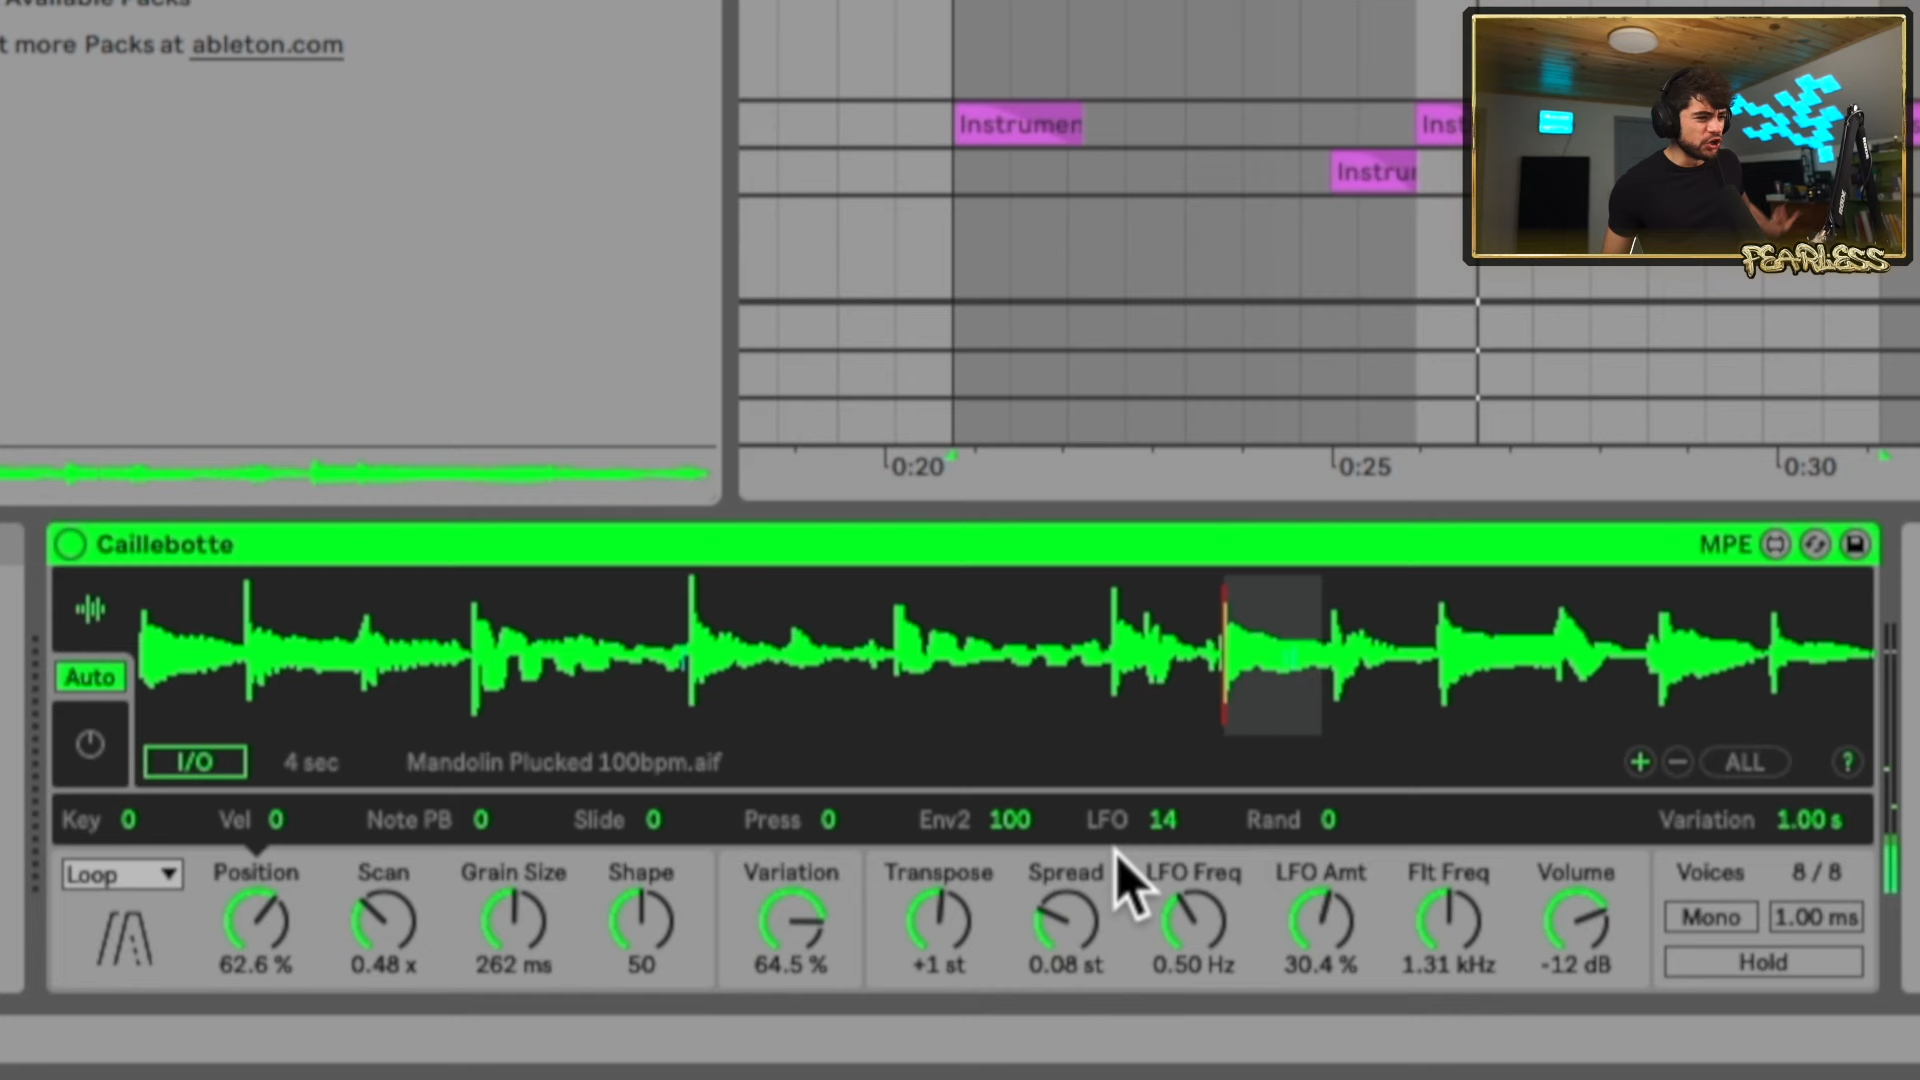 Available Packs
t more Packs at ableton.com
Instrumen
Inst
Instru
FEARLESS
0:20
0:25
0:30
Caillebotte
MPE
Auto
I/O
4 sec
Mandolin Plucked 100bpm.aif
ALL
?
Key 0
Vel 0
Note PB 0
Slide 0
Press 0
Env2 100
LFO 14
Rand 0
Variation 1.00 s
Loop
Position
Scan
Grain Size
Shape
Variation
Transpose
Spread
LFO Freq
LFO Amt
Flt Freq
Volume
Voices 8 / 8
Mono
1.00 ms
62.6 %
0.48 x
262 ms
50
64.5 %
+1 st
0.08 st
0.50 Hz
30.4 %
1.31 kHz
-12 dB
Hold